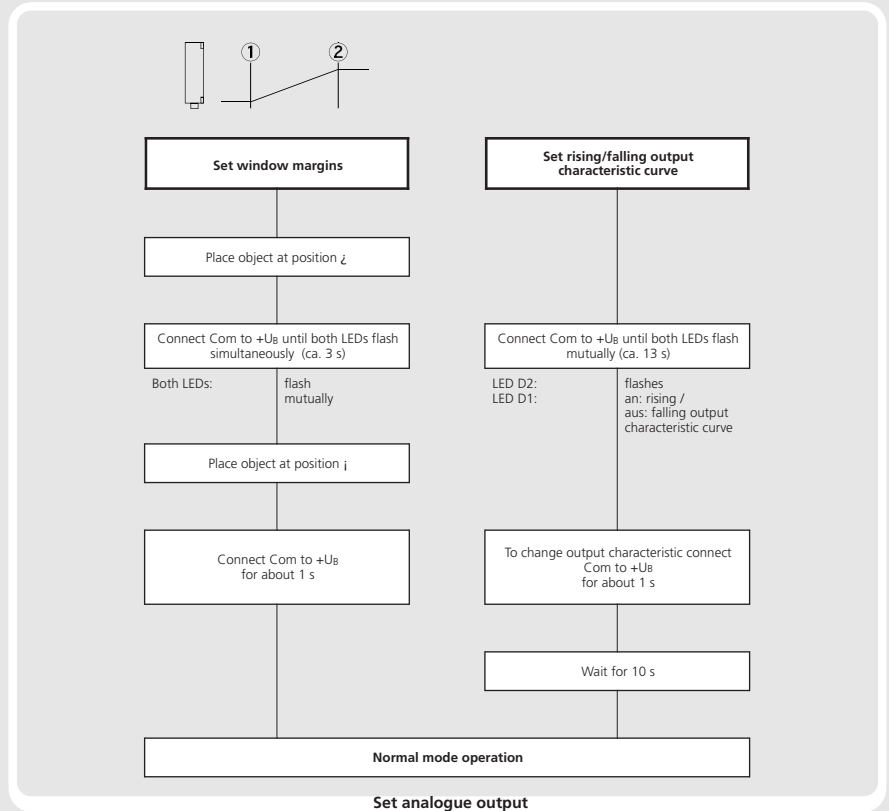 ① ②
Set window margins
Place object at position ¿
Connect Com to +UB until both LEDs flash
simultaneously (ca. 3 s)
Both LEDs: flash
mutually
Place object at position ¡
Connect Com to +UB
for about 1 s
Set rising/falling output
characteristic curve
Connect Com to +UB until both LEDs flash
mutually (ca. 13 s)
LED D2: flashes
LED D1: an: rising /
aus: falling output
characteristic curve
To change output characteristic connect
Com to +UB
for about 1 s
Wait for 10 s
Normal mode operation
Set analogue output